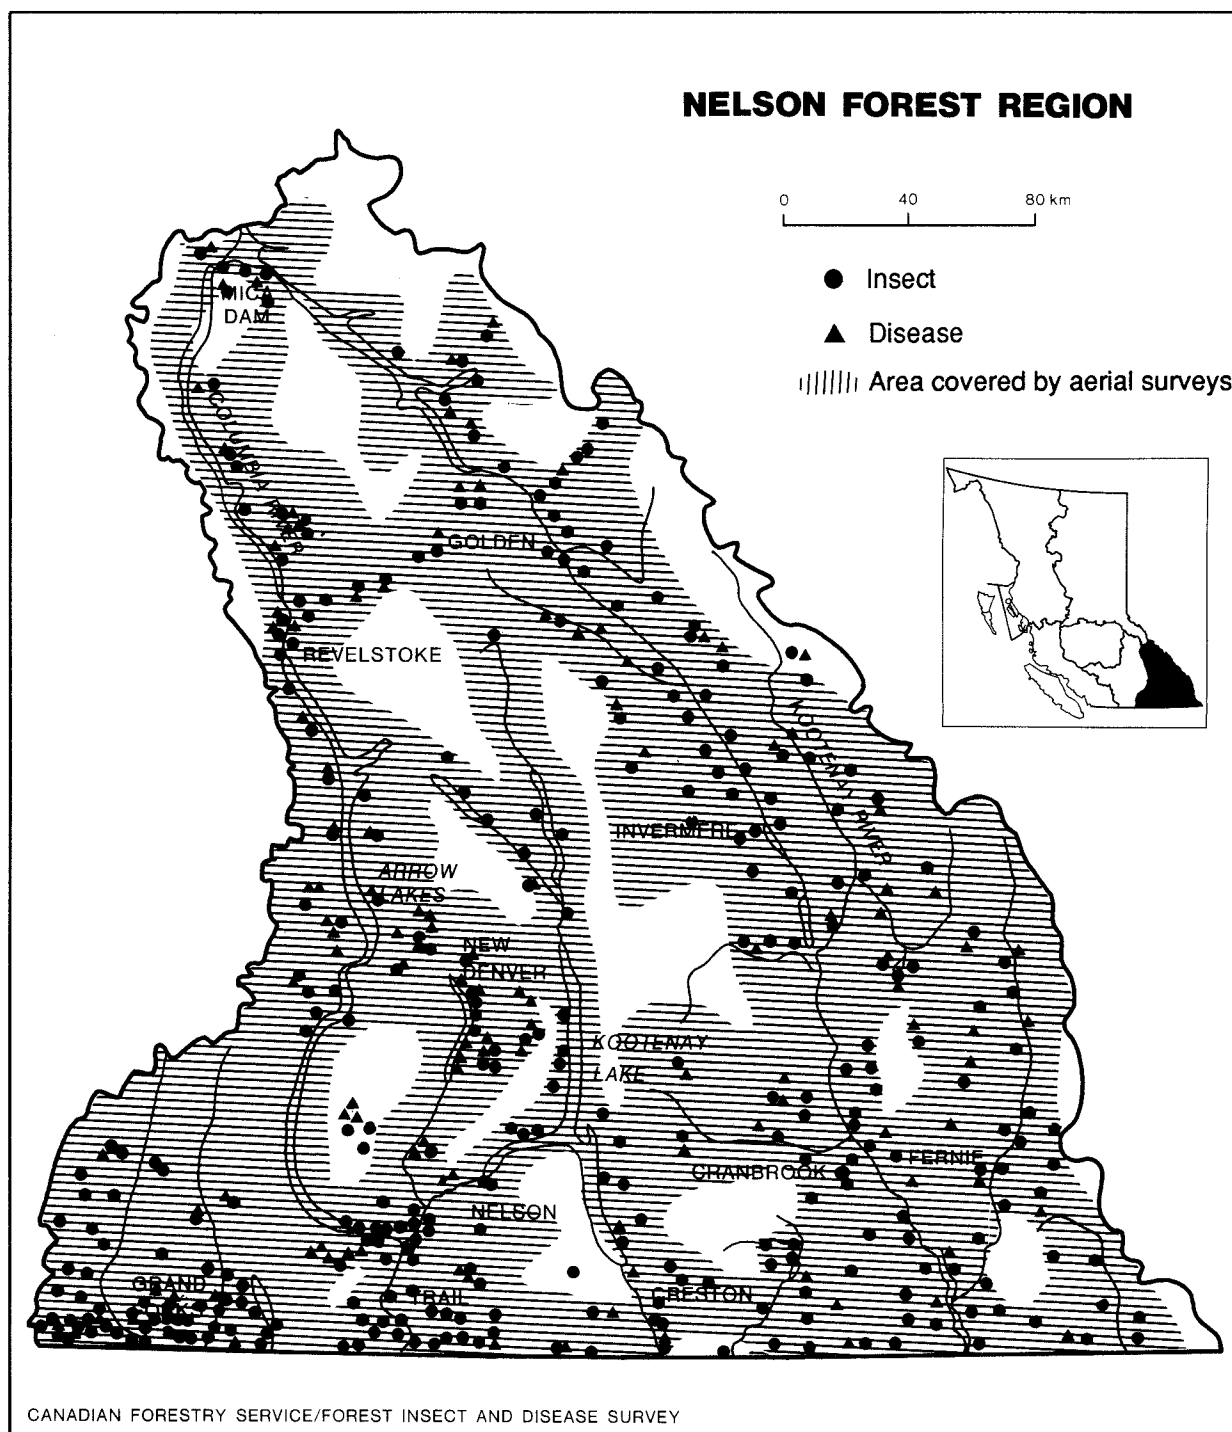 NELSON FOREST REGION
0 40 80 km
Insect
Disease
Area covered by aerial surveys
MICA
DAM
COLUMBIA RIVER
GOLDEN
REVELSTOKE
KOOTENAY RIVER
INVERMERE
ARROW
LAKES
NEW
DENVER
KOOTENAY
LAKE
CRANBROOK
FERNIE
NELSON
GRAND
TRAIL
CRESTON
CANADIAN FORESTRY SERVICE/FOREST INSECT AND DISEASE SURVEY